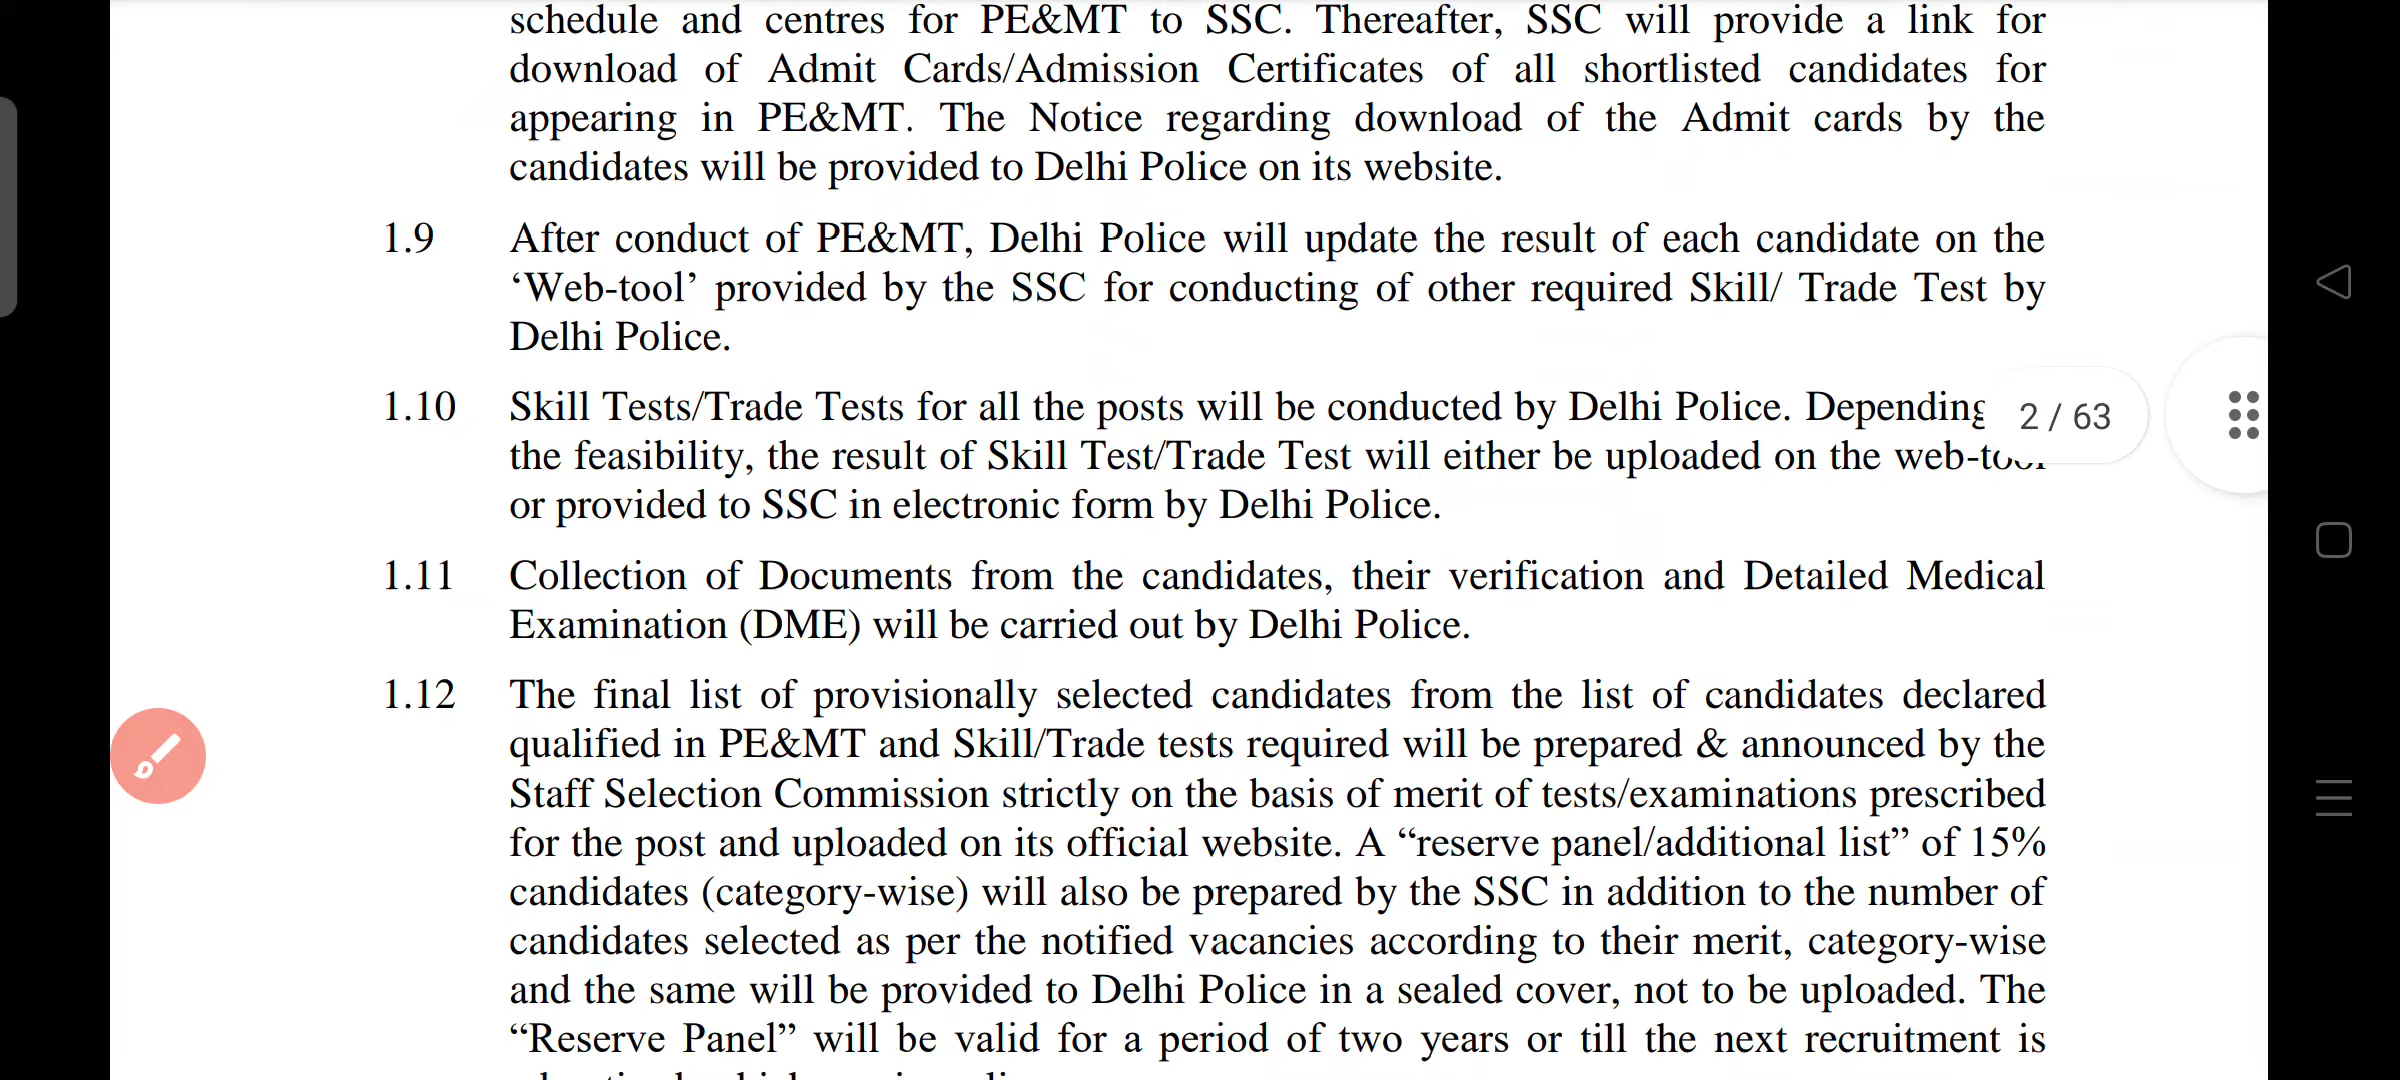 schedule and centres for PE&MT to SSC. Thereafter, SSC will provide a link for
download of Admit Cards/Admission Certificates of all shortlisted candidates for
appearing in PE&MT. The Notice regarding download of the Admit cards by the
candidates will be provided to Delhi Police on its website.
1.9 After conduct of PE&MT, Delhi Police will update the result of each candidate on the
‘Web-tool’ provided by the SSC for conducting of other required Skill/ Trade Test by
Delhi Police.
1.10 Skill Tests/Trade Tests for all the posts will be conducted by Delhi Police. Depending
2 / 63
the feasibility, the result of Skill Test/Trade Test will either be uploaded on the web-tool
or provided to SSC in electronic form by Delhi Police.
1.11 Collection of Documents from the candidates, their verification and Detailed Medical
Examination (DME) will be carried out by Delhi Police.
1.12 The final list of provisionally selected candidates from the list of candidates declared
qualified in PE&MT and Skill/Trade tests required will be prepared & announced by the
Staff Selection Commission strictly on the basis of merit of tests/examinations prescribed
for the post and uploaded on its official website. A “reserve panel/additional list” of 15%
candidates (category-wise) will also be prepared by the SSC in addition to the number of
candidates selected as per the notified vacancies according to their merit, category-wise
and the same will be provided to Delhi Police in a sealed cover, not to be uploaded. The
“Reserve Panel” will be valid for a period of two years or till the next recruitment is